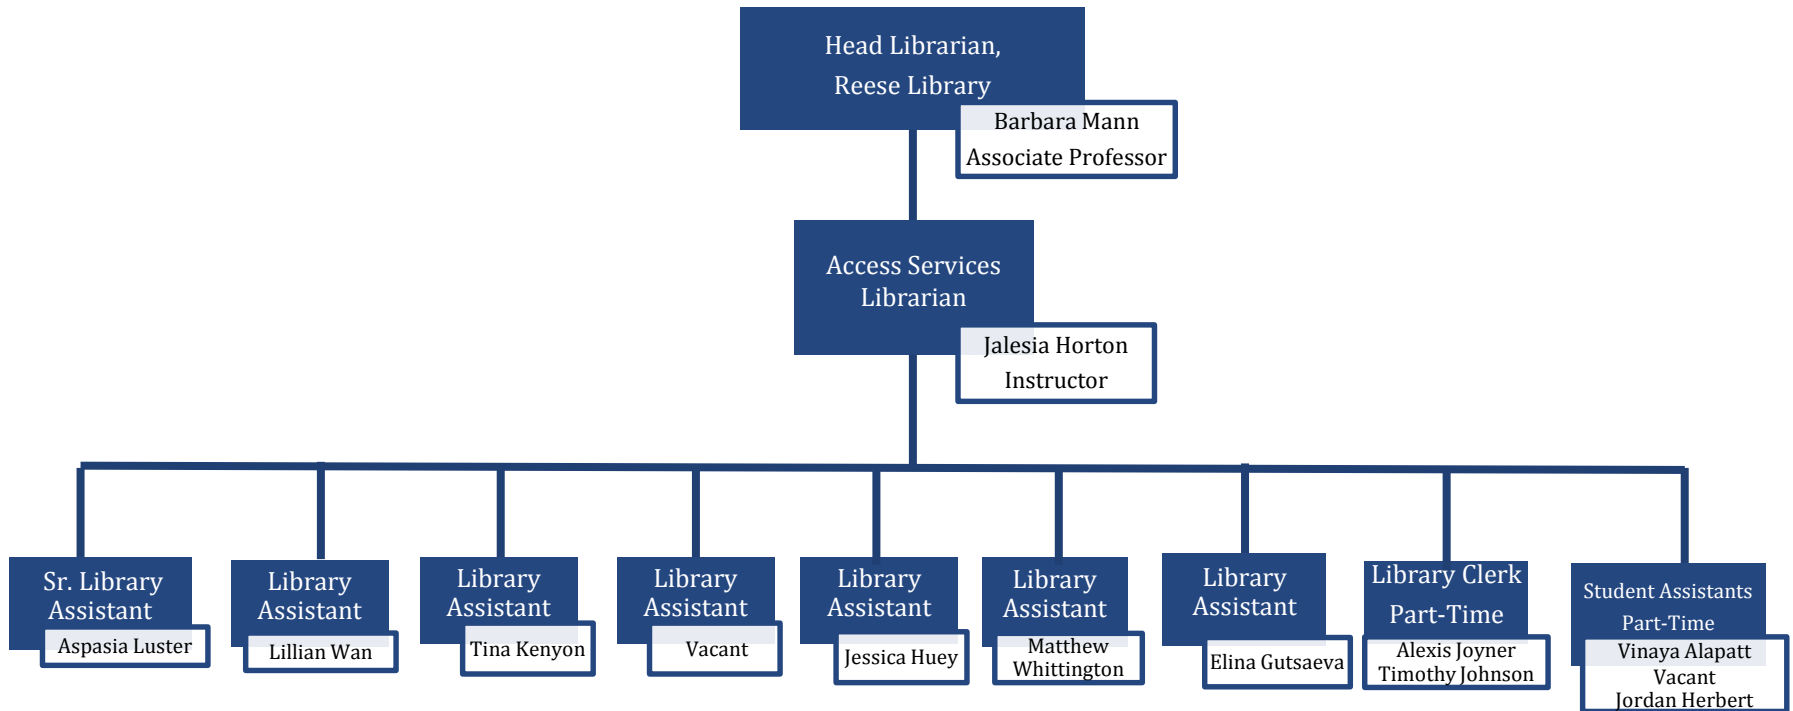 Head Librarian,
Reese Library
Barbara Mann
Associate Professor
Access Services
Librarian
Jalesia Horton
Instructor
Sr. Library
Assistant
Aspasia Luster
Library
Assistant
Lillian Wan
Library
Assistant
Tina Kenyon
Library
Assistant
Vacant
Library
Assistant
Jessica Huey
Library
Assistant
Matthew
Whittington
Library
Assistant
Elina Gutsaeva
Library Clerk
Part-Time
Alexis Joyner
Timothy Johnson
Student Assistants
Part-Time
Vinaya Alapatt
Vacant
Jordan Herbert